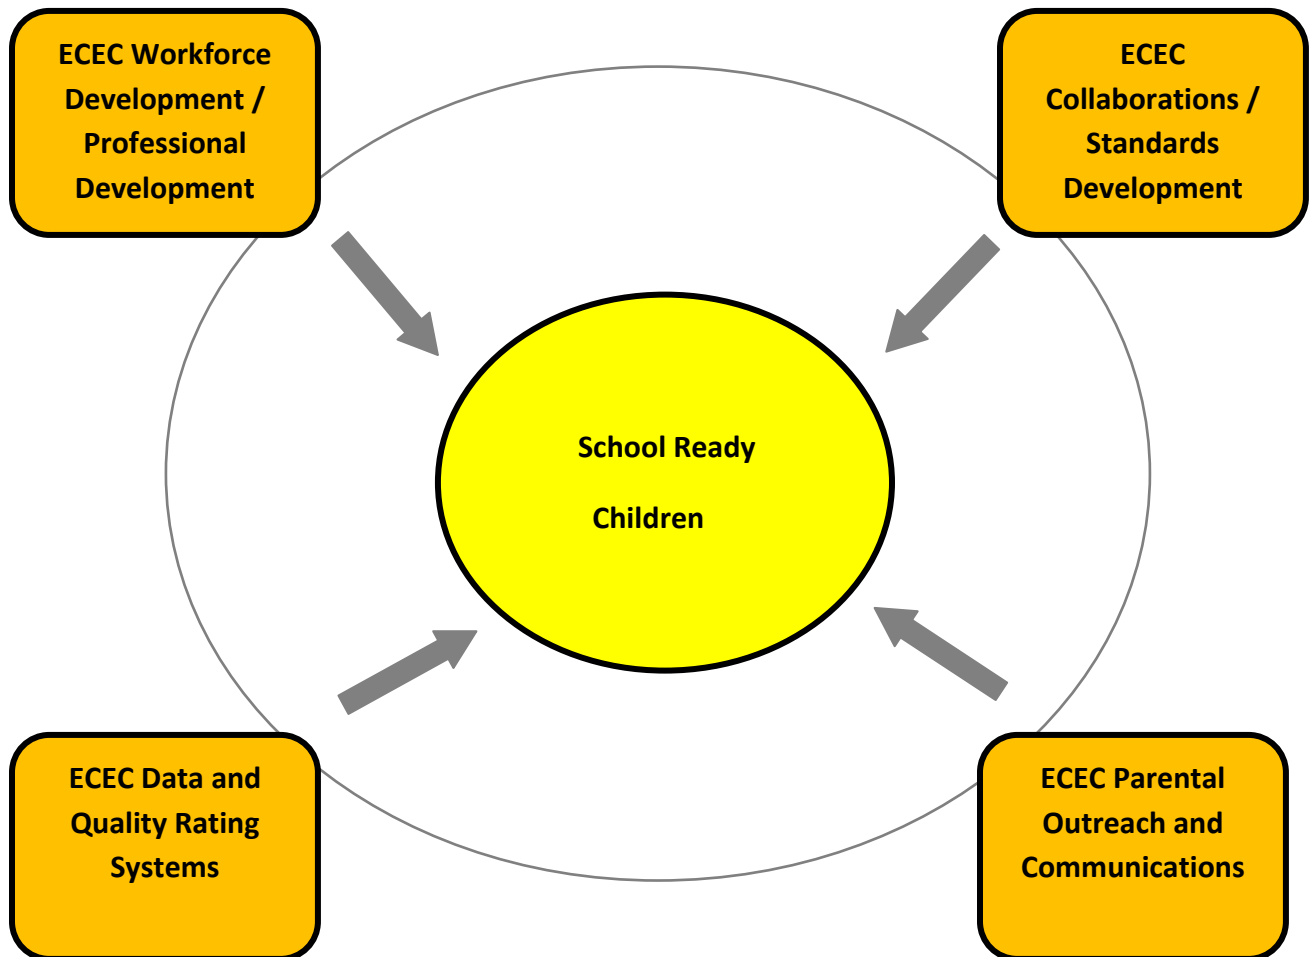 ECEC Workforce
Development /
Professional
Development
ECEC
Collaborations /
Standards
Development
School Ready
Children
ECEC Data and
Quality Rating
Systems
ECEC Parental
Outreach and
Communications